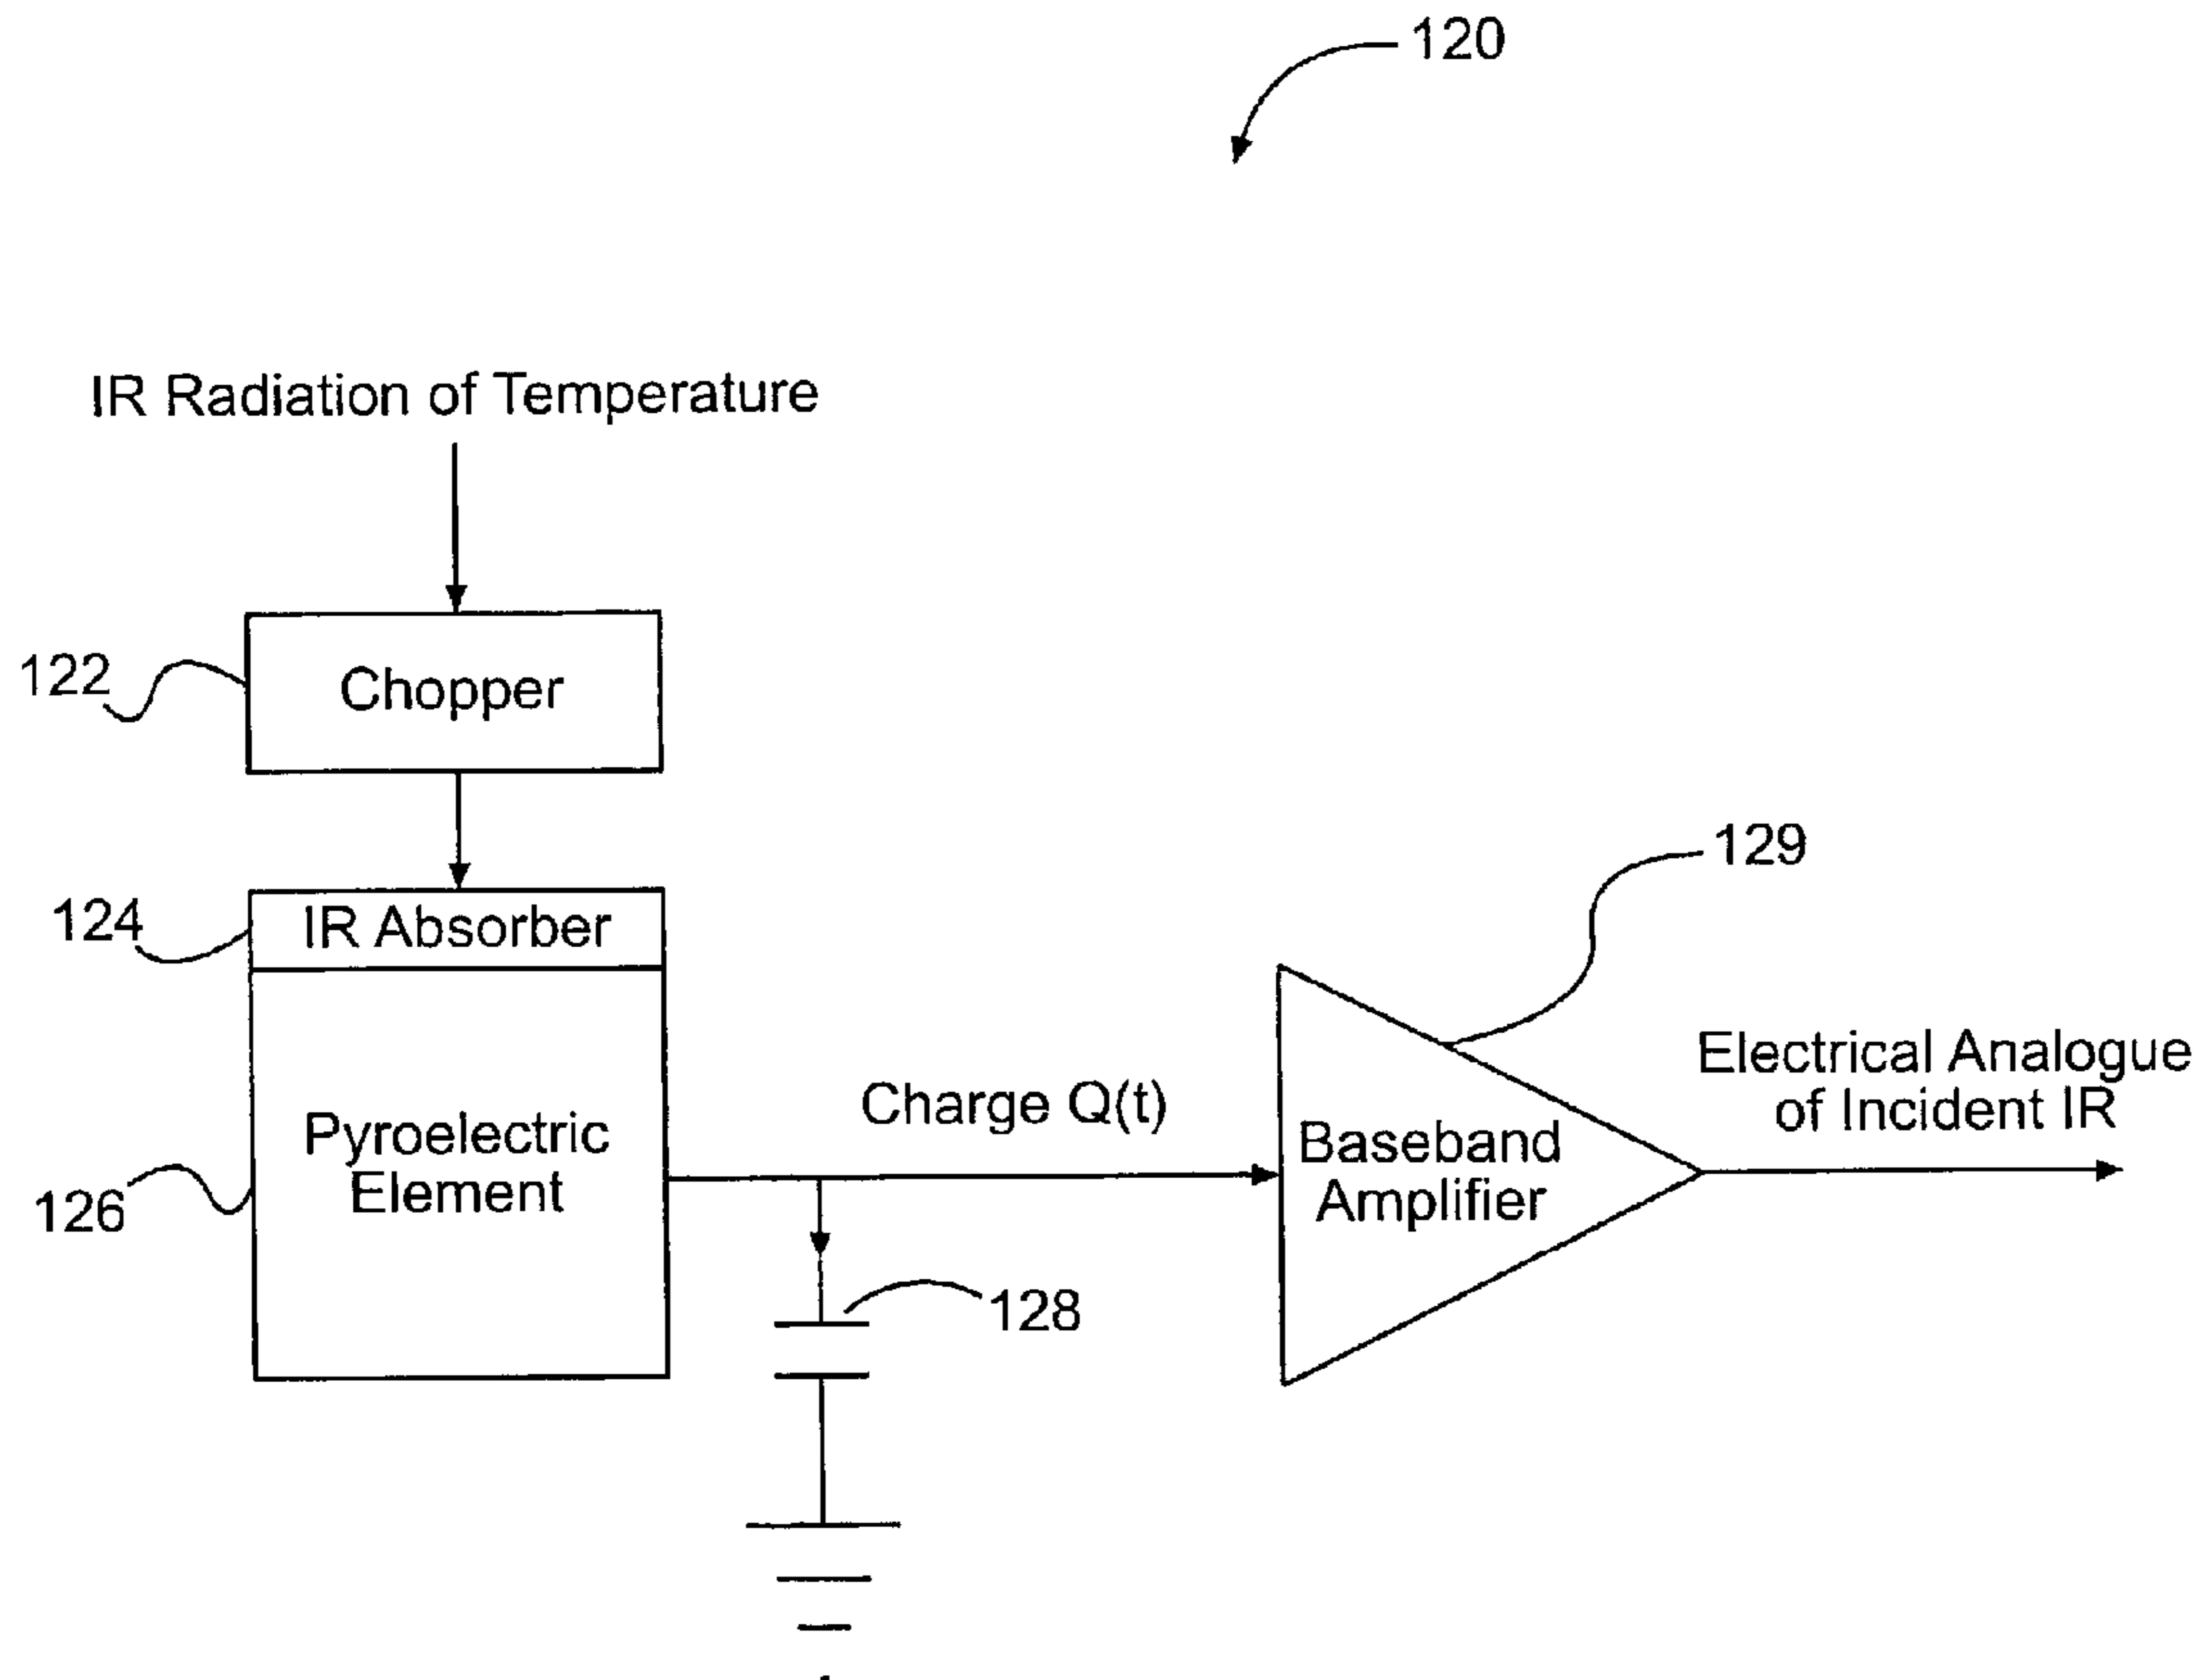 120
IR Radiation of Temperature
122
Chopper
124
IR Absorber
129
Electrical Analogue
of Incident IR
Charge Q(t)
Pyroelectric
Element
126
Baseband
Amplifier
128